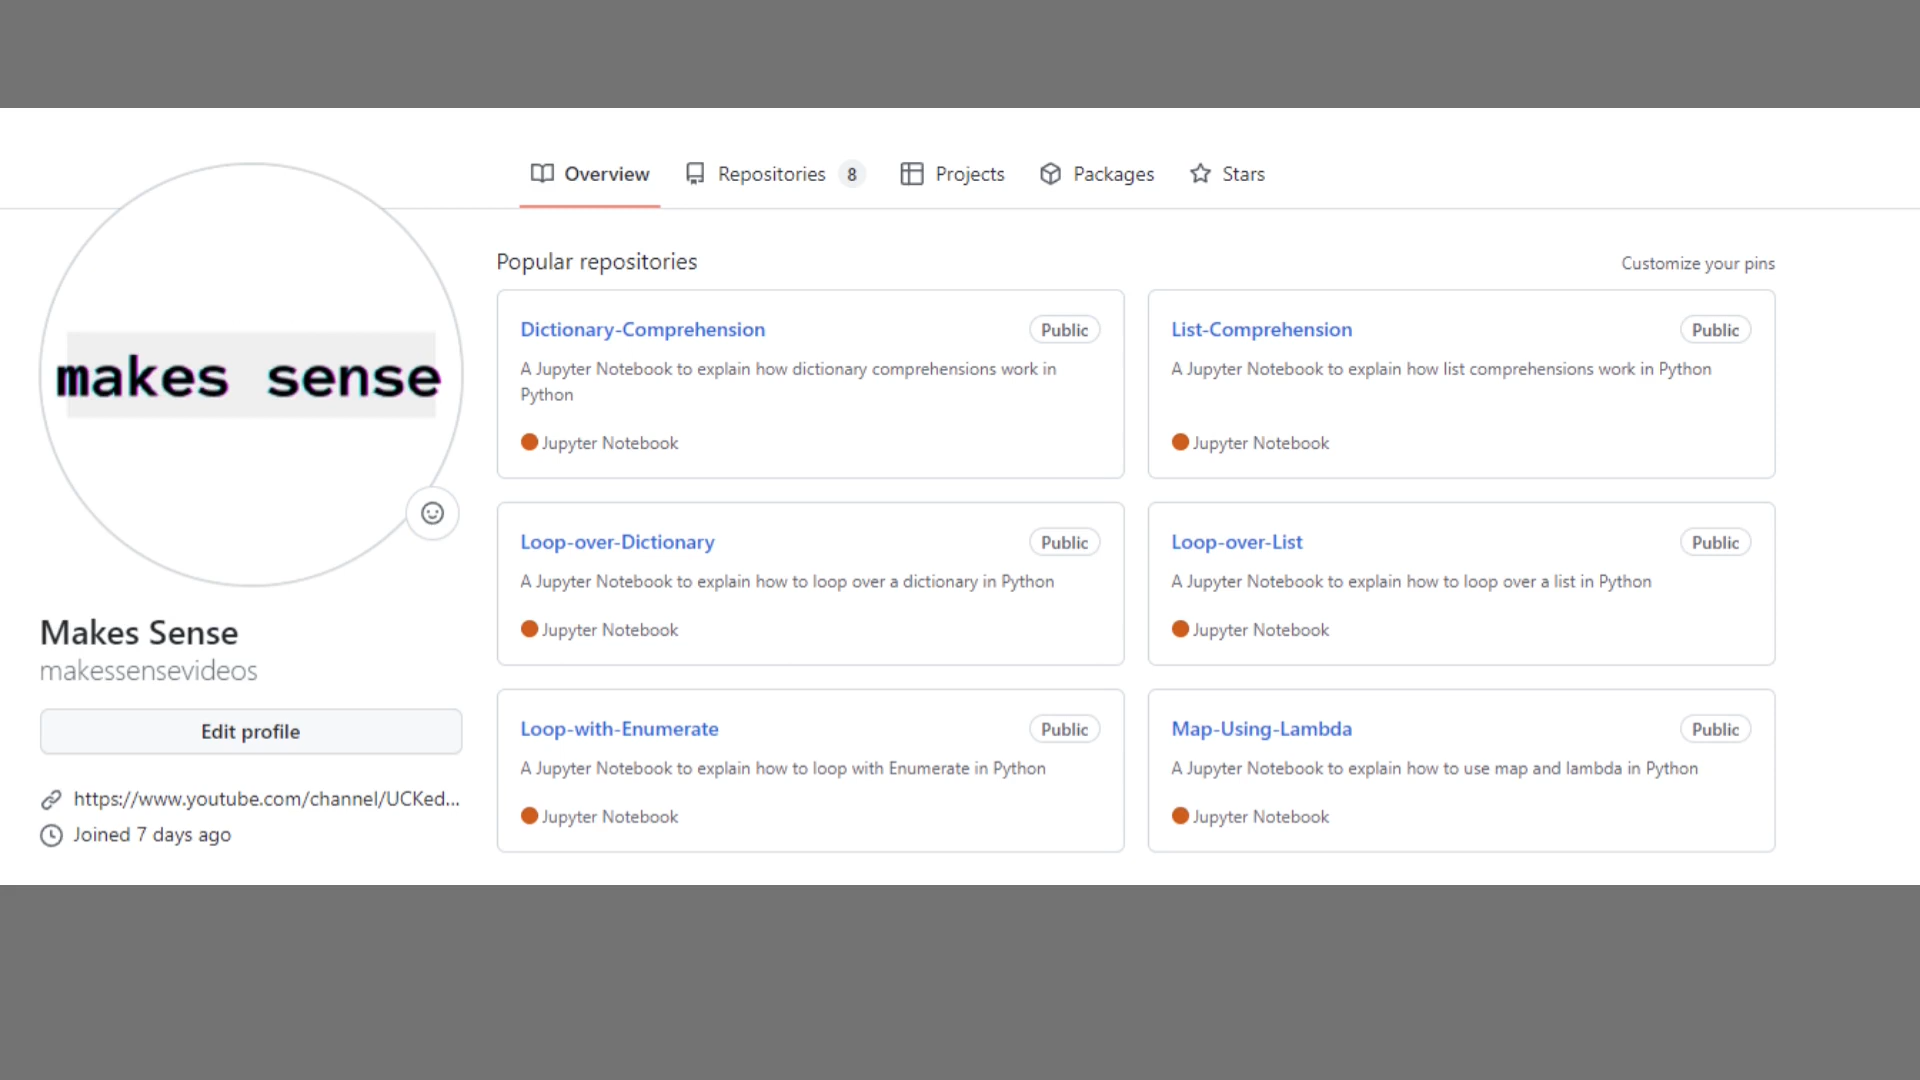 Overview Repositories 8 Projects Packages Stars
makes sense
Makes Sense
makessensevideos
Edit profile
https://www.youtube.com/channel/UCKed...
Joined 7 days ago
Popular repositories
Customize your pins
Dictionary-Comprehension Public
A Jupyter Notebook to explain how dictionary comprehensions work in
Python
Jupyter Notebook
List-Comprehension Public
A Jupyter Notebook to explain how list comprehensions work in Python
Jupyter Notebook
Loop-over-Dictionary Public
A Jupyter Notebook to explain how to loop over a dictionary in Python
Jupyter Notebook
Loop-over-List Public
A Jupyter Notebook to explain how to loop over a list in Python
Jupyter Notebook
Loop-with-Enumerate Public
A Jupyter Notebook to explain how to loop with Enumerate in Python
Jupyter Notebook
Map-Using-Lambda Public
A Jupyter Notebook to explain how to use map and lambda in Python
Jupyter Notebook